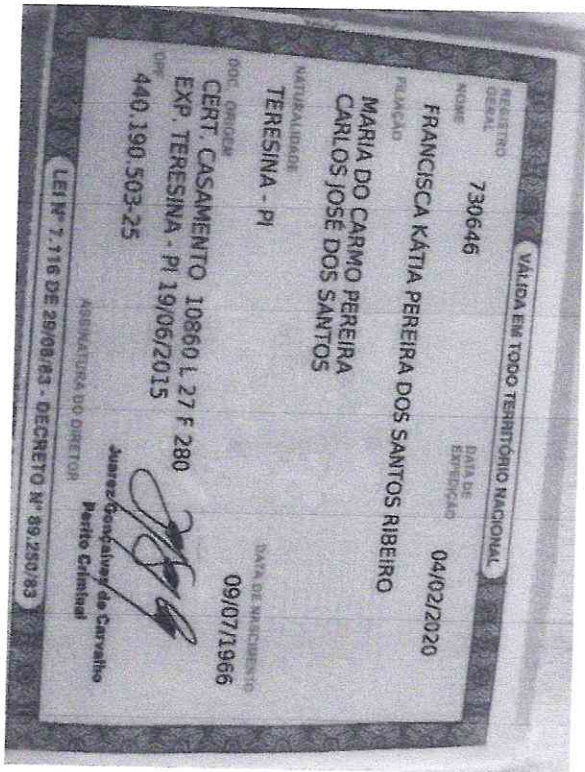 VÁLIDA EM TODO TERRITÓRIO NACIONAL
REGISTRO GERAL 730646
DATA DE EXPEDIÇÃO 04/02/2020
NOME
FRANCISCA KÁTIA PEREIRA DOS SANTOS RIBEIRO
FILIAÇÃO
MARIA DO CARMO PEREIRA
CARLOS JOSÉ DOS SANTOS
NATURALIDADE
TERESINA - PI
DATA DE NASCIMENTO
09/07/1966
DOC. ORIGEM
CERT. CASAMENTO 10860 L 27 F 280
EXP. TERESINA - PI 19/06/2015
CPF
440.190.503-25
Juarez Gonçalves de Carvalho
Perito Criminal
ASSINATURA DO DIRETOR
LEI Nº 7.116 DE 29/08/83 - DECRETO Nº 89.250/83